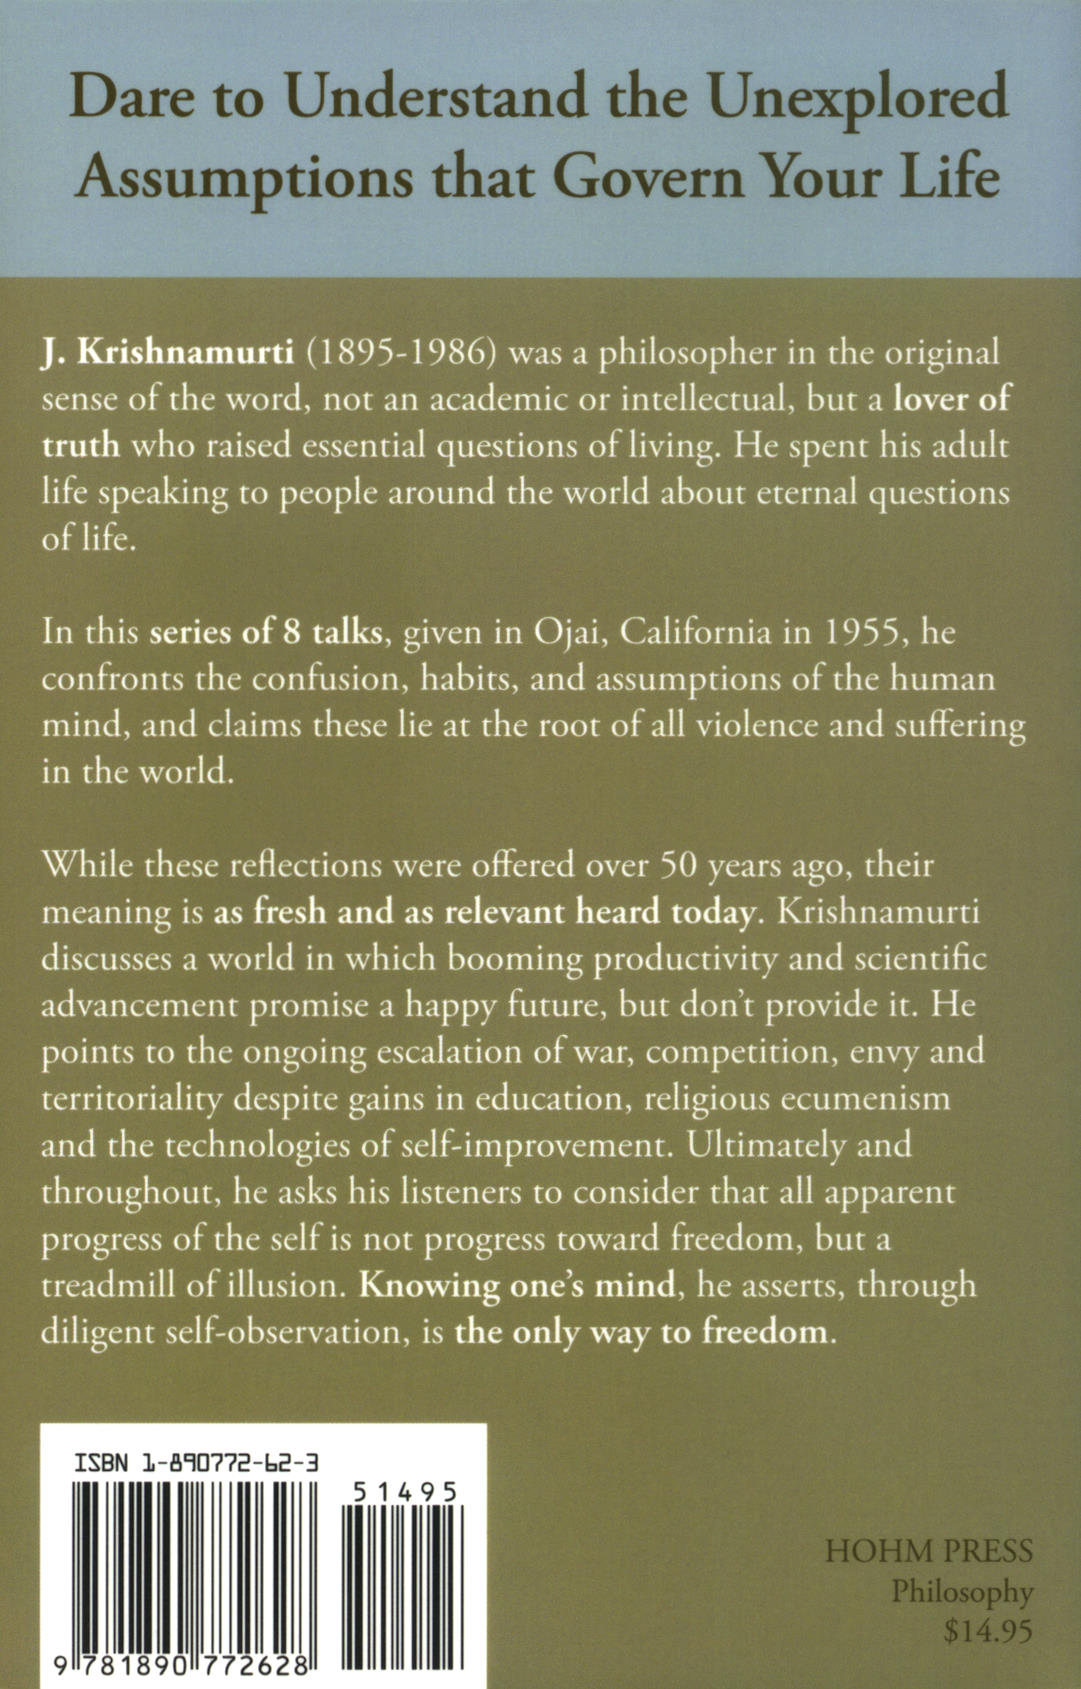 Dare to Understand the Unexplored
Assumptions that Govern Your Life
J. Krishnamurti (1895-1986) was a philosopher in the original
sense of the word, not an academic or intellectual, but a lover of
truth who raised essential questions of living. He spent his adult
life speaking to people around the world about eternal questions
of life.
In this series of 8 talks, given in Ojai, California in 1955, he
confronts the confusion, habits, and assumptions of the human
mind, and claims these lie at the root of all violence and suffering
in the world.
While these reflections were offered over 50 years ago, their
meaning is as fresh and as relevant heard today. Krishnamurti
discusses a world in which booming productivity and scientific
advancement promise a happy future, but don't provide it. He
points to the ongoing escalation of war, competition, envy and
territoriality despite gains in education, religious ecumenism
and the technologies of self-improvement. Ultimately and
throughout, he asks his listeners to consider that all apparent
progress of the self is not progress toward freedom, but a
treadmill of illusion. Knowing one's mind, he asserts, through
diligent self-observation, is the only way to freedom.
ISBN 1-890772-62-3
51495
9 781890 772628
HOHM PRESS
Philosophy
$14.95